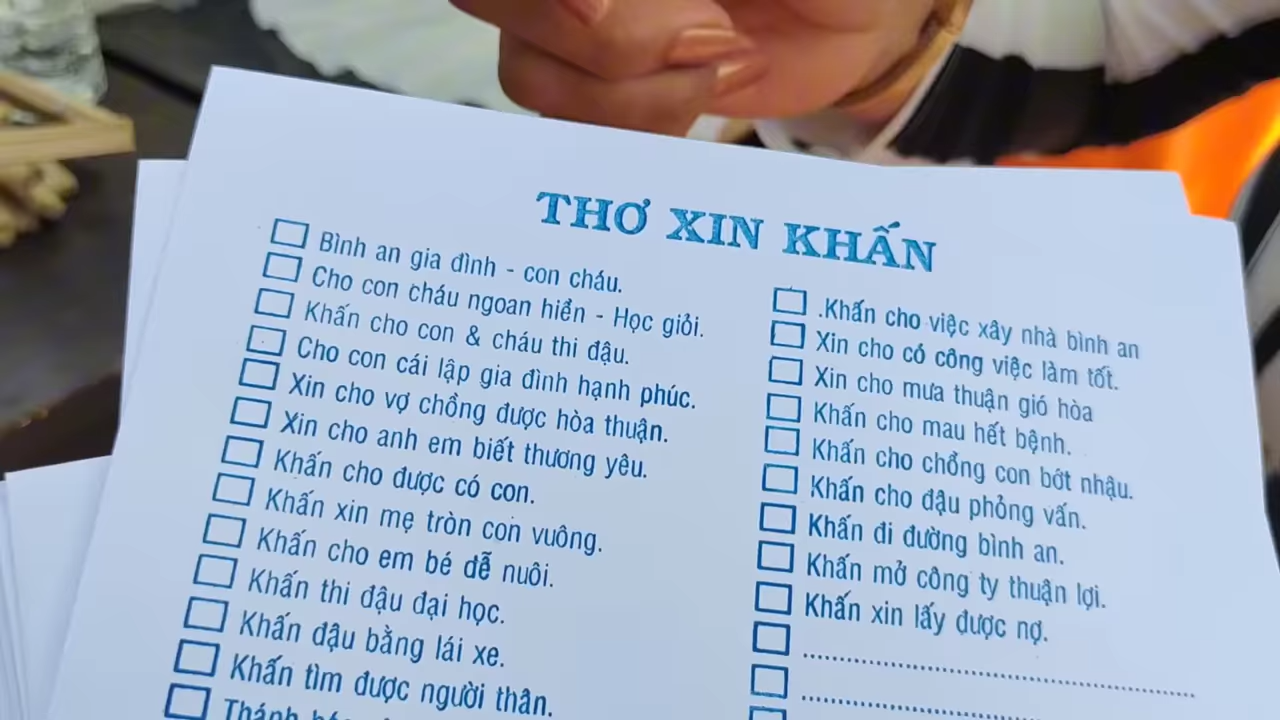 THƠ XIN KHẤN
Bình an gia đình - con cháu.
Cho con cháu ngoan hiền - Học giỏi.
Khấn cho con & cháu thi đậu.
Cho con cái lập gia đình hạnh phúc.
Xin cho vợ chồng được hòa thuận.
Xin cho anh em biết thương yêu.
Khấn cho được có con.
Khấn xin mẹ tròn con vuông.
Khấn cho em bé dễ nuôi.
Khấn thi đậu đại học.
Khấn đậu bằng lái xe.
Khấn tìm được người thân.
Thánh
.Khấn cho việc xây nhà bình an
Xin cho có công việc làm tốt.
Xin cho mưa thuận gió hòa
Khấn cho mau hết bệnh.
Khấn cho chồng con bớt nhậu.
Khấn cho đậu phỏng vấn.
Khấn đi đường bình an.
Khấn mở công ty thuận lợi.
Khấn xin lấy được nợ.